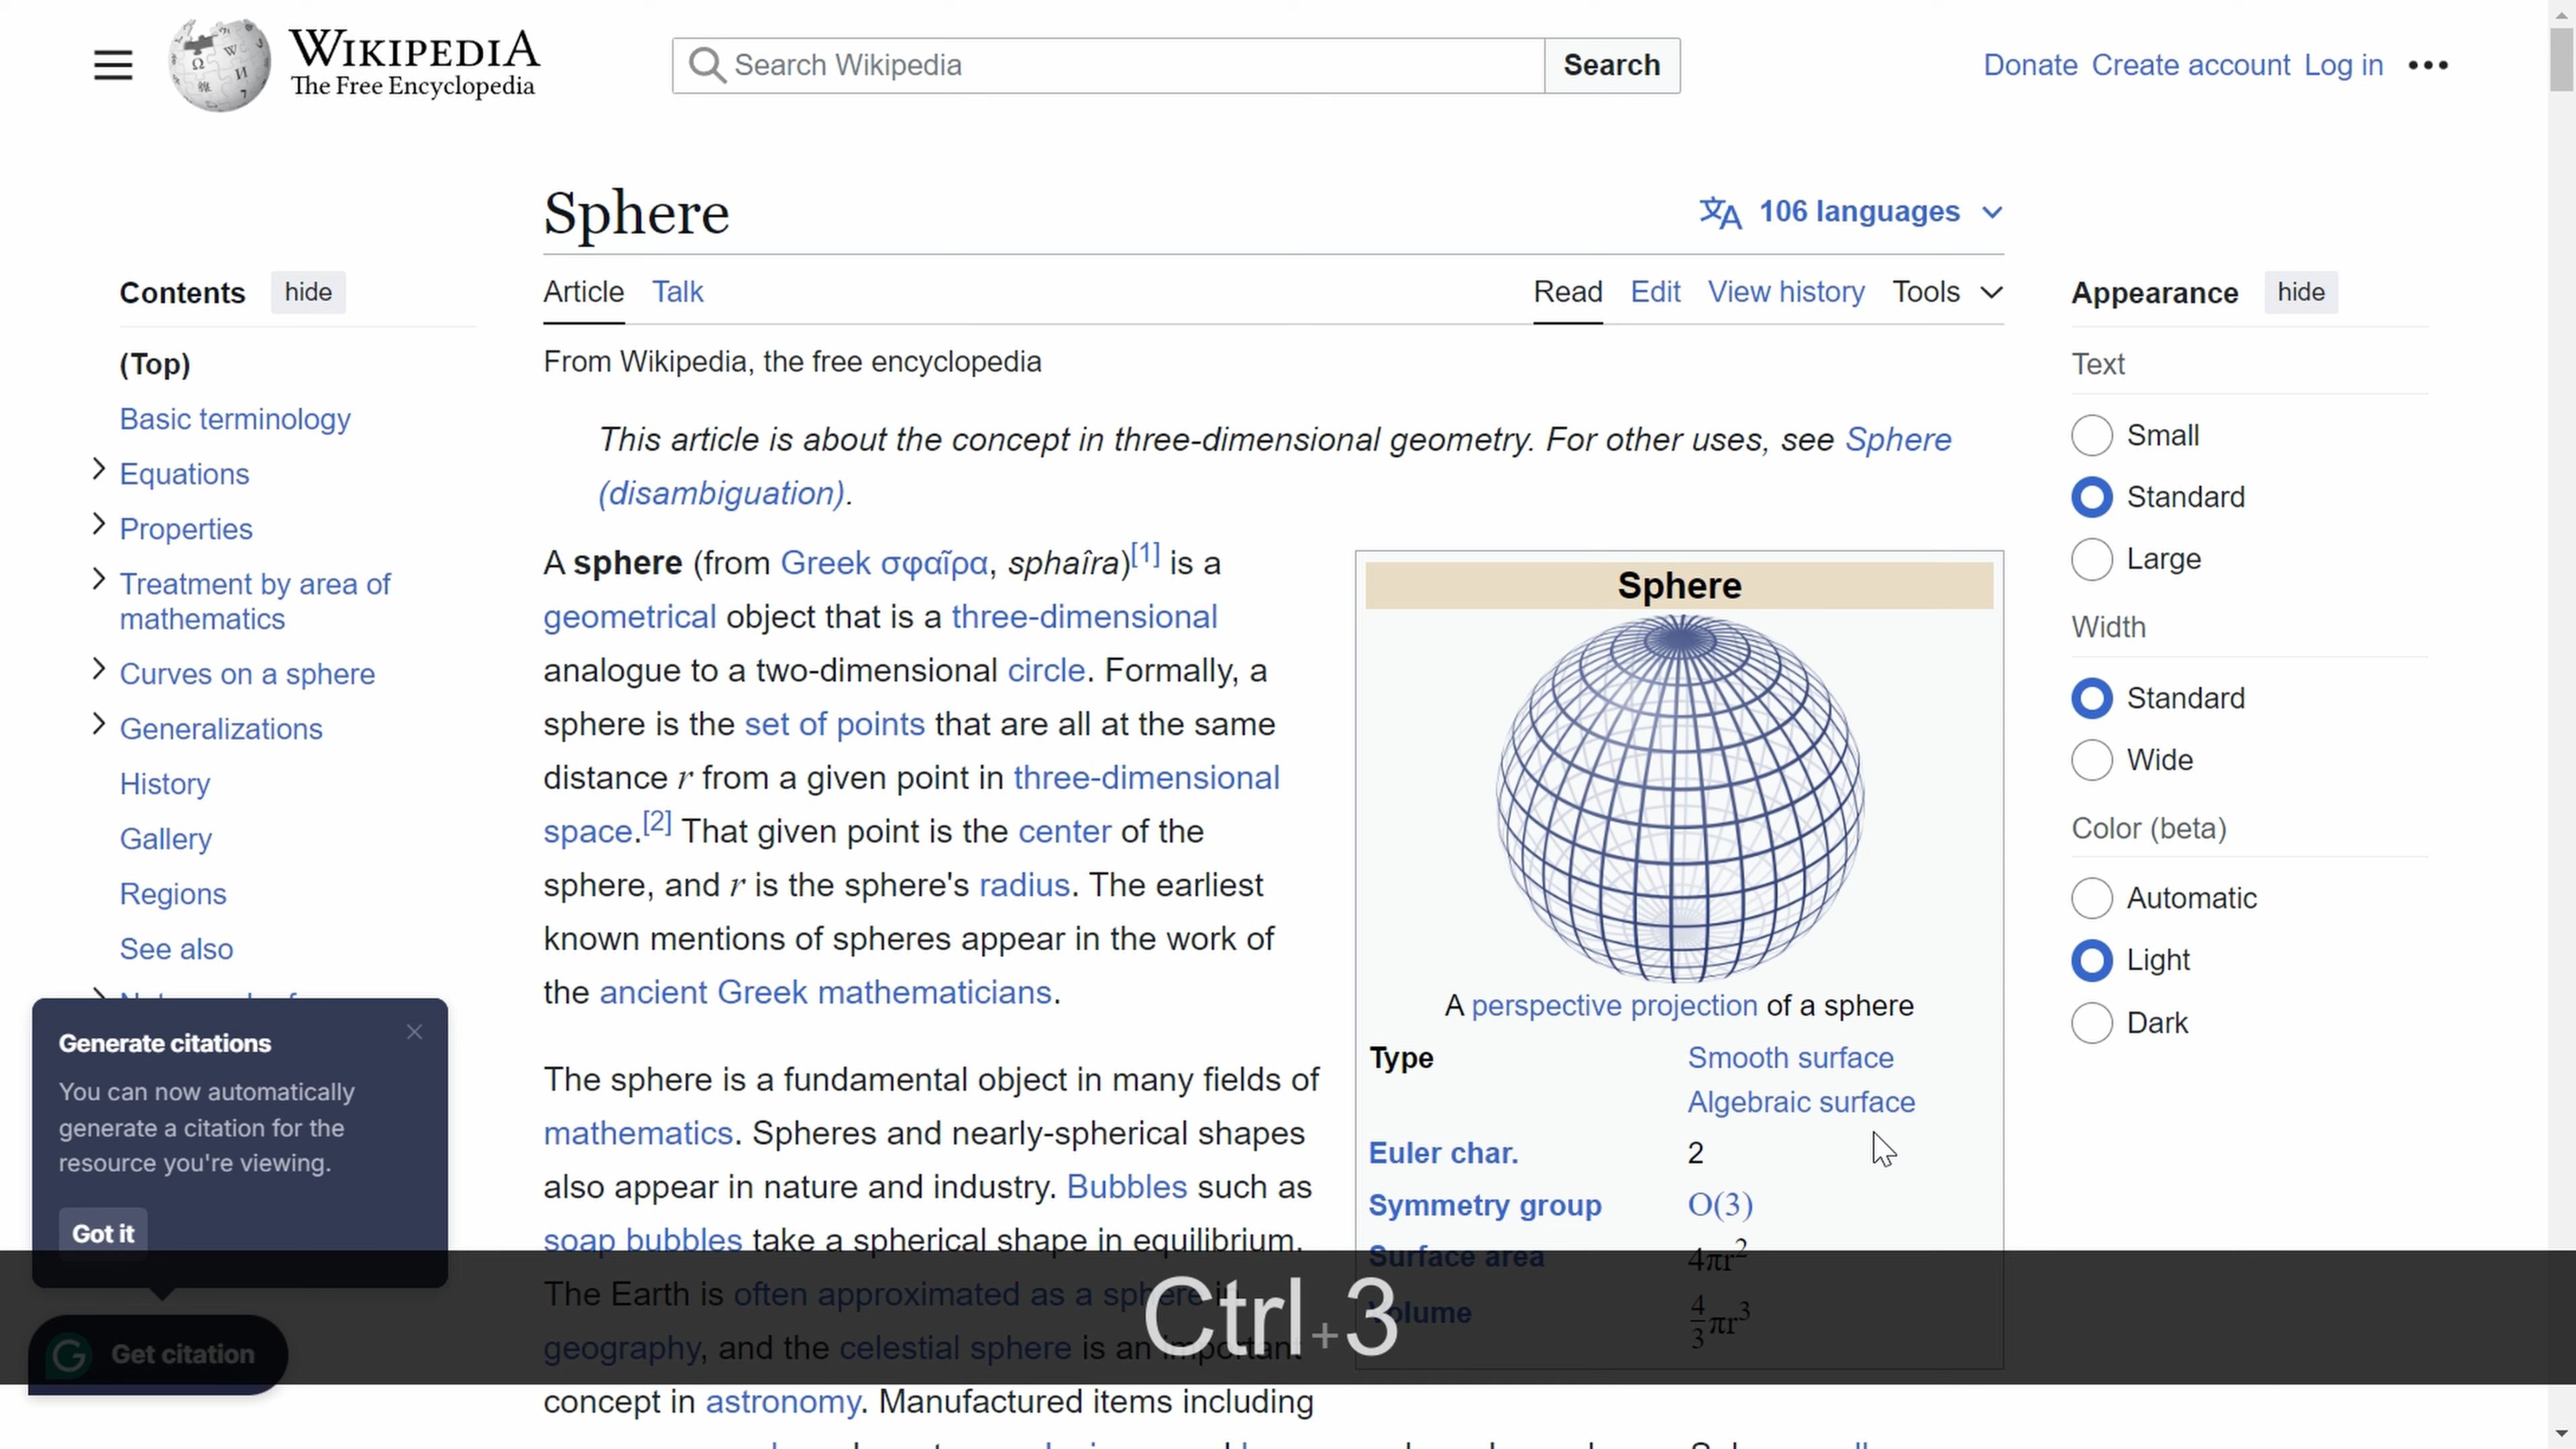 WIKIPEDIA
The Free Encyclopedia
Search Wikipedia
Search
Donate Create account Log in
Sphere
106 languages
Contents hide
Article Talk
Read Edit View history Tools
Appearance hide
(Top)
Basic terminology
Equations
Properties
Treatment by area of
mathematics
Curves on a sphere
Generalizations
History
Gallery
Regions
See also
From Wikipedia, the free encyclopedia
This article is about the concept in three-dimensional geometry. For other uses, see Sphere
(disambiguation).
A sphere (from Greek σφαῖρα, sphaîra)[1] is a
geometrical object that is a three-dimensional
analogue to a two-dimensional circle. Formally, a
sphere is the set of points that are all at the same
distance r from a given point in three-dimensional
space.[2] That given point is the center of the
sphere, and r is the sphere's radius. The earliest
known mentions of spheres appear in the work of
the ancient Greek mathematicians.
The sphere is a fundamental object in many fields of
mathematics. Spheres and nearly-spherical shapes
also appear in nature and industry. Bubbles such as
soap bubbles take a spherical shape in equilibrium.
The Earth is often approximated as a sphere in
geography, and the celestial sphere is an important
concept in astronomy. Manufactured items including
Sphere
A perspective projection of a sphere
Type Smooth surface
Algebraic surface
Euler char. 2
Symmetry group O(3)
Surface area 4πr²
Volume 4/3 πr³
Text
Small
Standard
Large
Width
Standard
Wide
Color (beta)
Automatic
Light
Dark
Generate citations
You can now automatically
generate a citation for the
resource you're viewing.
Got it
Get citation
Ctrl+3